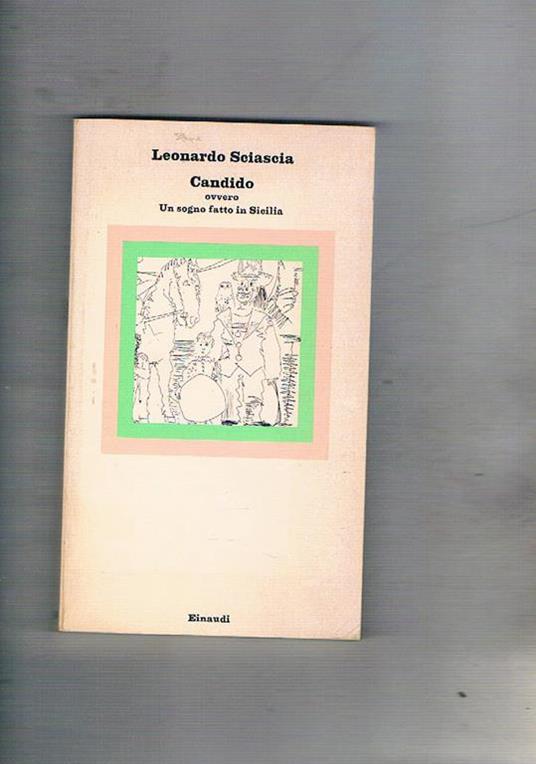 Leonardo Sciascia
Candido
ovvero
Un sogno fatto in Sicilia
Einaudi